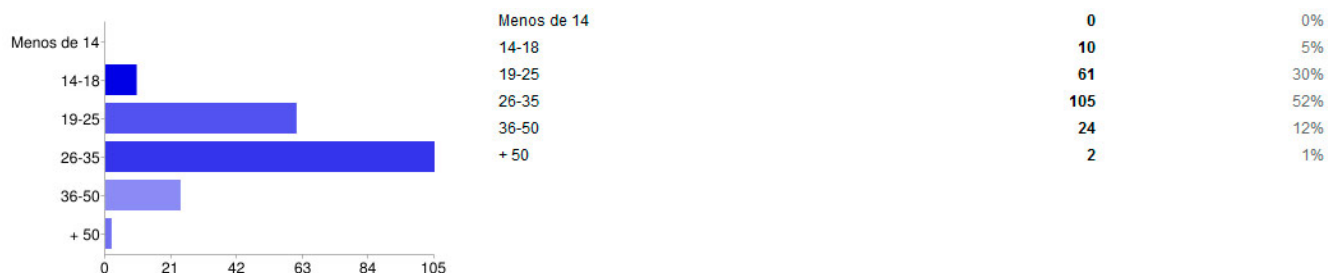 Menos de 14
14-18
19-25
26-35
36-50
+ 50
0 21 42 63 84 105
Menos de 14 0 0%
14-18 10 5%
19-25 61 30%
26-35 105 52%
36-50 24 12%
+ 50 2 1%